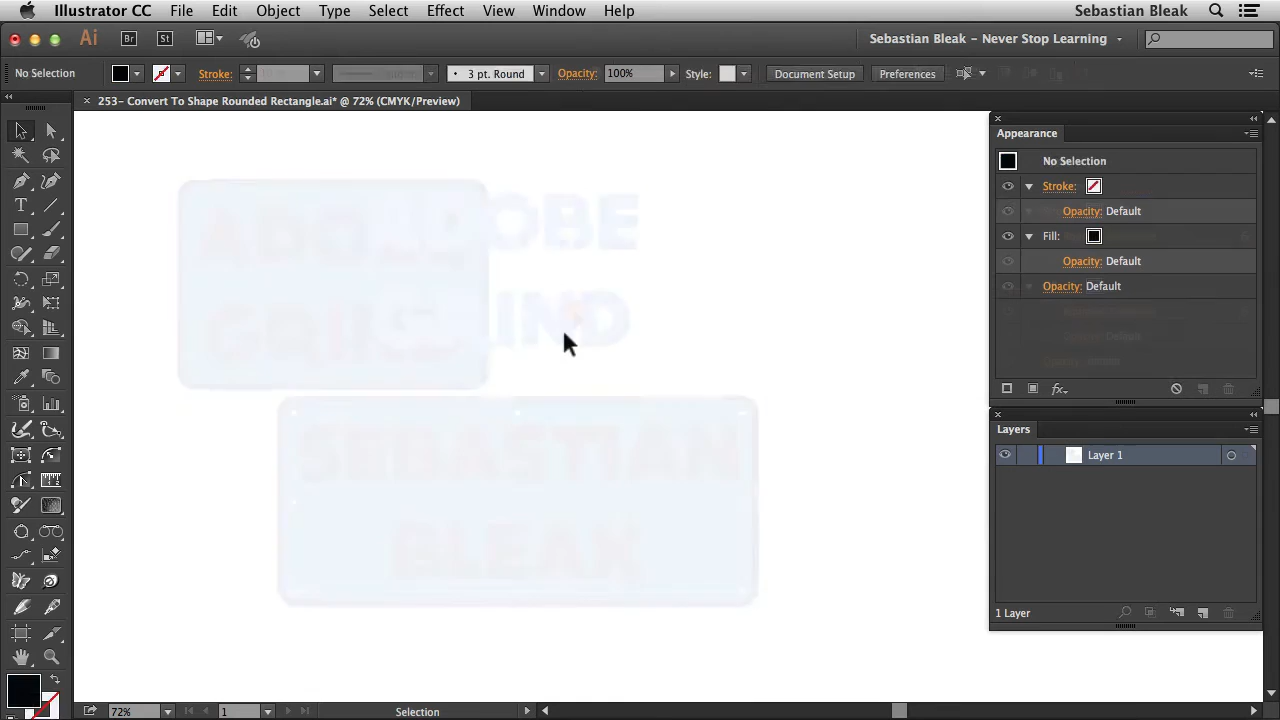 Illustrator CC File Edit Object Type Select Effect View Window Help Sebastian Bleak
Ai Br St Sebastian Bleak – Never Stop Learning
No Selection Stroke: 3 pt. Round Opacity: 100% Style: Document Setup Preferences
253– Convert To Shape Rounded Rectangle.ai* @ 72% (CMYK/Preview)
Appearance
No Selection
Stroke:
Opacity: Default
Fill:
Opacity: Default
Opacity: Default
fx
Layers
Layer 1
1 Layer
SEBASTIAN
BLEAK
72% 1 Selection